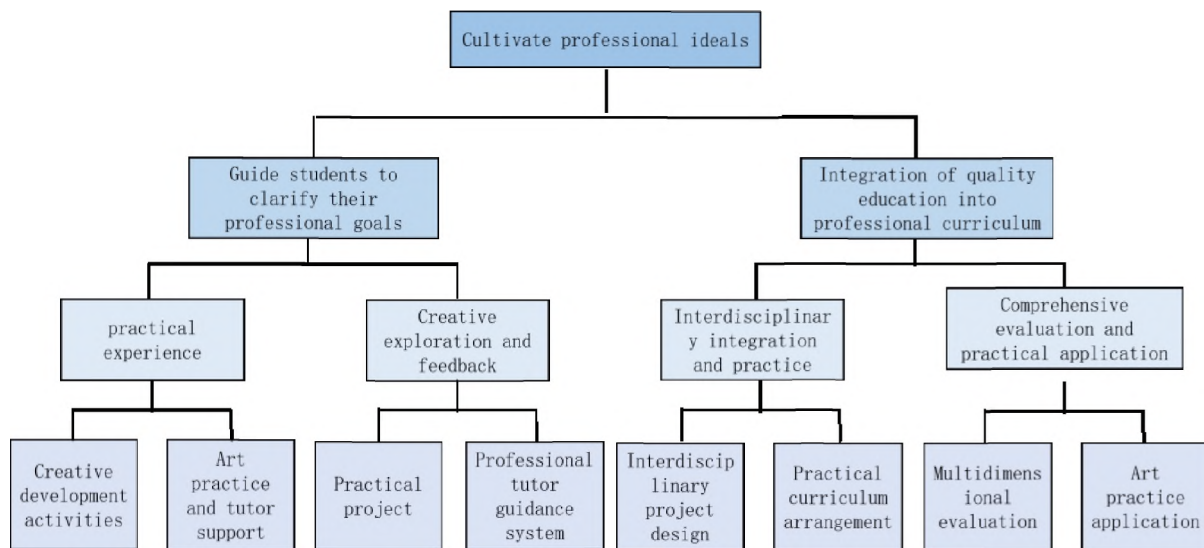 Cultivate professional ideals
Guide students to
clarify their
professional goals
Integration of quality
education into
professional curriculum
practical
experience
Creative
exploration and
feedback
Interdisciplinar
y integration
and practice
Comprehensive
evaluation and
practical application
Creative
development
activities
Art
practice
and tutor
support
Practical
project
Professional
tutor
guidance
system
Interdiscip
linary
project
design
Practical
curriculum
arrangement
Multidimens
ional
evaluation
Art
practice
application